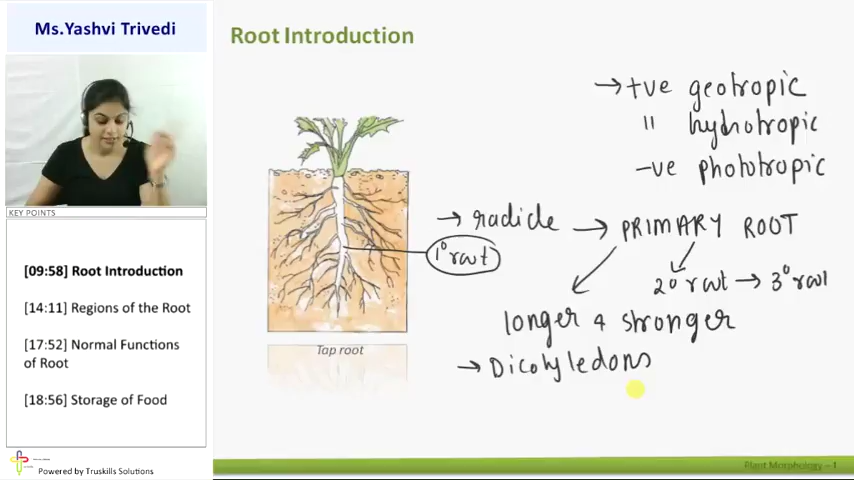 Ms.Yashvi Trivedi
KEY POINTS
[09:58] Root Introduction
[14:11] Regions of the Root
[17:52] Normal Functions
of Root
[18:56] Storage of Food
Powered by Truskills Solutions
Root Introduction
→ +ve geotropic
" hydrotropic
-ve phototropic
→ radicle → PRIMARY ROOT
1° root
2° root → 3° root
longer & stronger
→ Dicotyledons
Tap root
Plant Morphology – 1